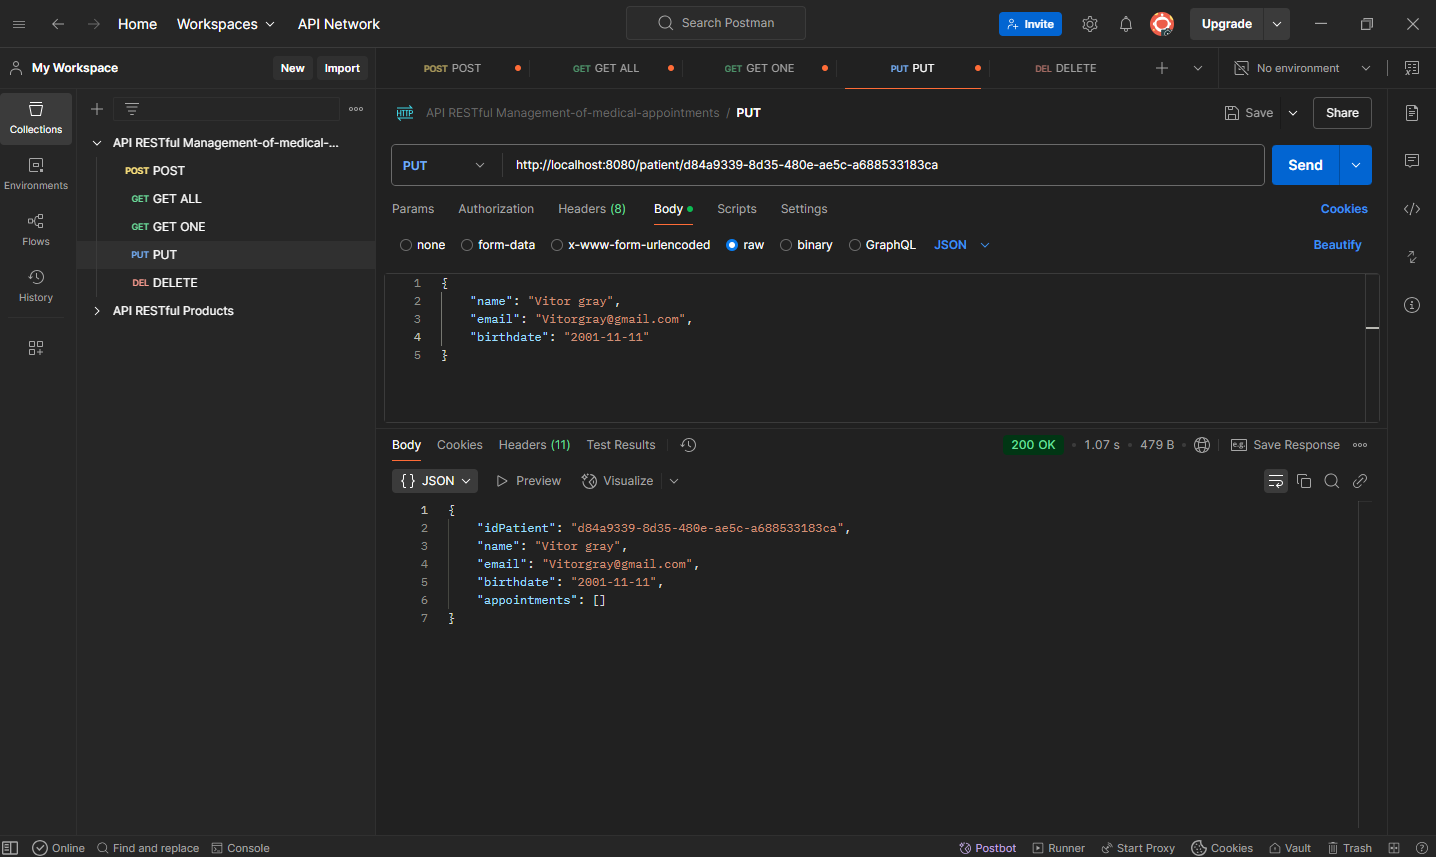 Home Workspaces API Network Search Postman Invite Upgrade
My Workspace New Import POST POST GET GET ALL GET GET ONE PUT PUT DEL DELETE No environment
Collections
Environments
Flows
History
API RESTful Management-of-medical-...
POST POST
GET GET ALL
GET GET ONE
PUT PUT
DEL DELETE
API RESTful Products
HTTP API RESTful Management-of-medical-appointments / PUT Save Share
PUT http://localhost:8080/patient/d84a9339-8d35-480e-ae5c-a688533183ca Send
Params Authorization Headers (8) Body Scripts Settings Cookies
none form-data x-www-form-urlencoded raw binary GraphQL JSON Beautify
1 {
2 "name": "Vitor gray",
3 "email": "Vitorgray@gmail.com",
4 "birthdate": "2001-11-11"
5 }
Body Cookies Headers (11) Test Results 200 OK 1.07 s 479 B e.g. Save Response
{} JSON Preview Visualize
1 {
2 "idPatient": "d84a9339-8d35-480e-ae5c-a688533183ca",
3 "name": "Vitor gray",
4 "email": "Vitorgray@gmail.com",
5 "birthdate": "2001-11-11",
6 "appointments": []
7 }
Online Find and replace Console Postbot Runner Start Proxy Cookies Vault Trash